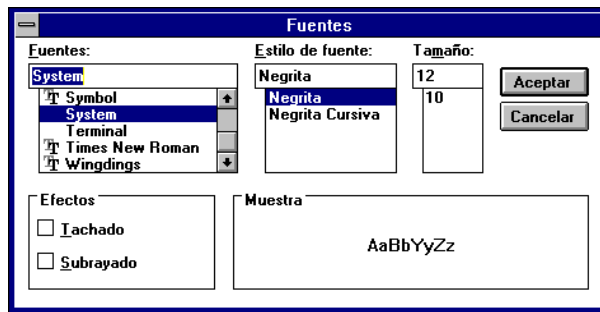 Fuentes
Fuentes: Estilo de fuente: Tamaño:
System Negrita 12 Aceptar
Symbol Negrita 10
System Negrita Cursiva Cancelar
Terminal
Times New Roman
Wingdings
Efectos Muestra
Tachado
AaBbYyZz
Subrayado